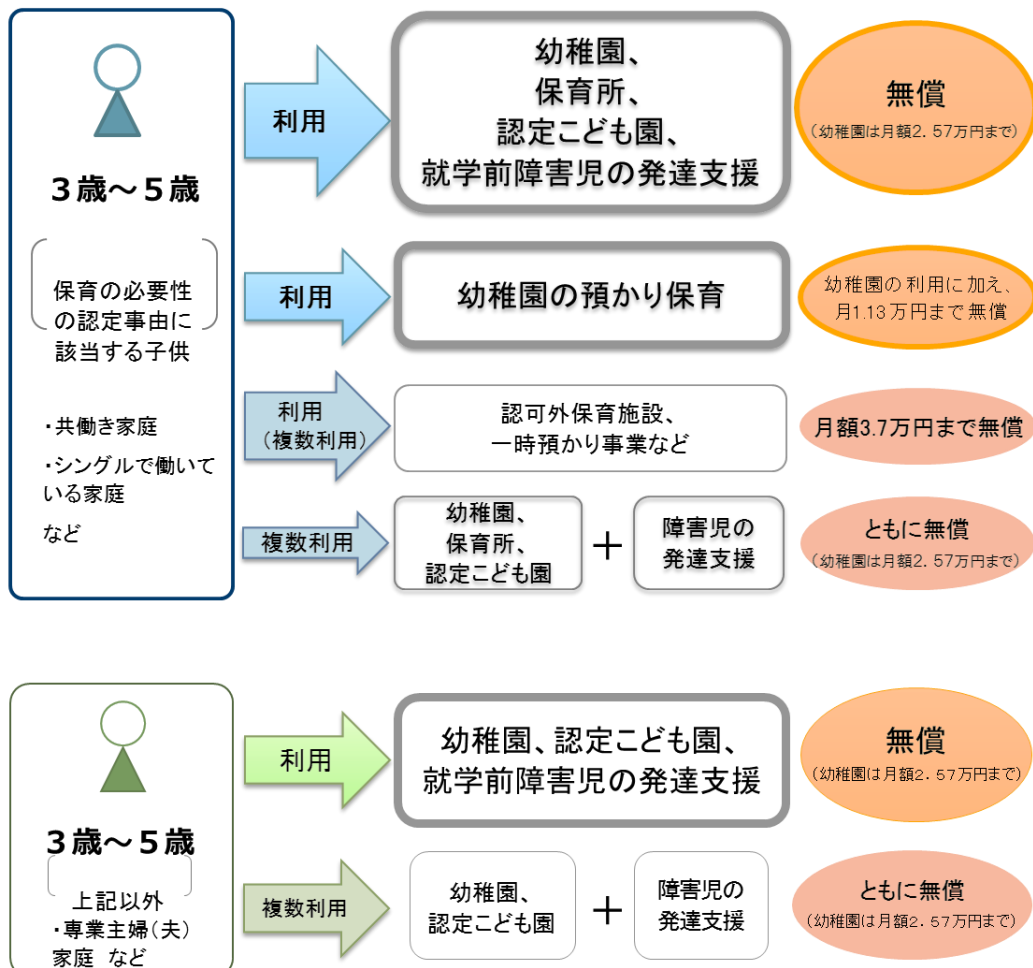 ３歳～５歳
保育の必要性
の認定事由に
該当する子供
・共働き家庭
・シングルで働いて
いる家庭
など
利用
幼稚園、
保育所、
認定こども園、
就学前障害児の発達支援
無償
（幼稚園は月額2．57万円まで）
利用
幼稚園の預かり保育
幼稚園の利用に加え、
月1.13万円まで無償
利用
（複数利用）
認可外保育施設、
一時預かり事業など
月額3.7万円まで無償
複数利用
幼稚園、
保育所、
認定こども園
＋
障害児の
発達支援
ともに無償
（幼稚園は月額2．57万円まで）
３歳～５歳
上記以外
・専業主婦（夫）
家庭 など
利用
幼稚園、認定こども園、
就学前障害児の発達支援
無償
（幼稚園は月額2．57万円まで）
複数利用
幼稚園、
認定こども園
＋
障害児の
発達支援
ともに無償
（幼稚園は月額2．57万円まで）